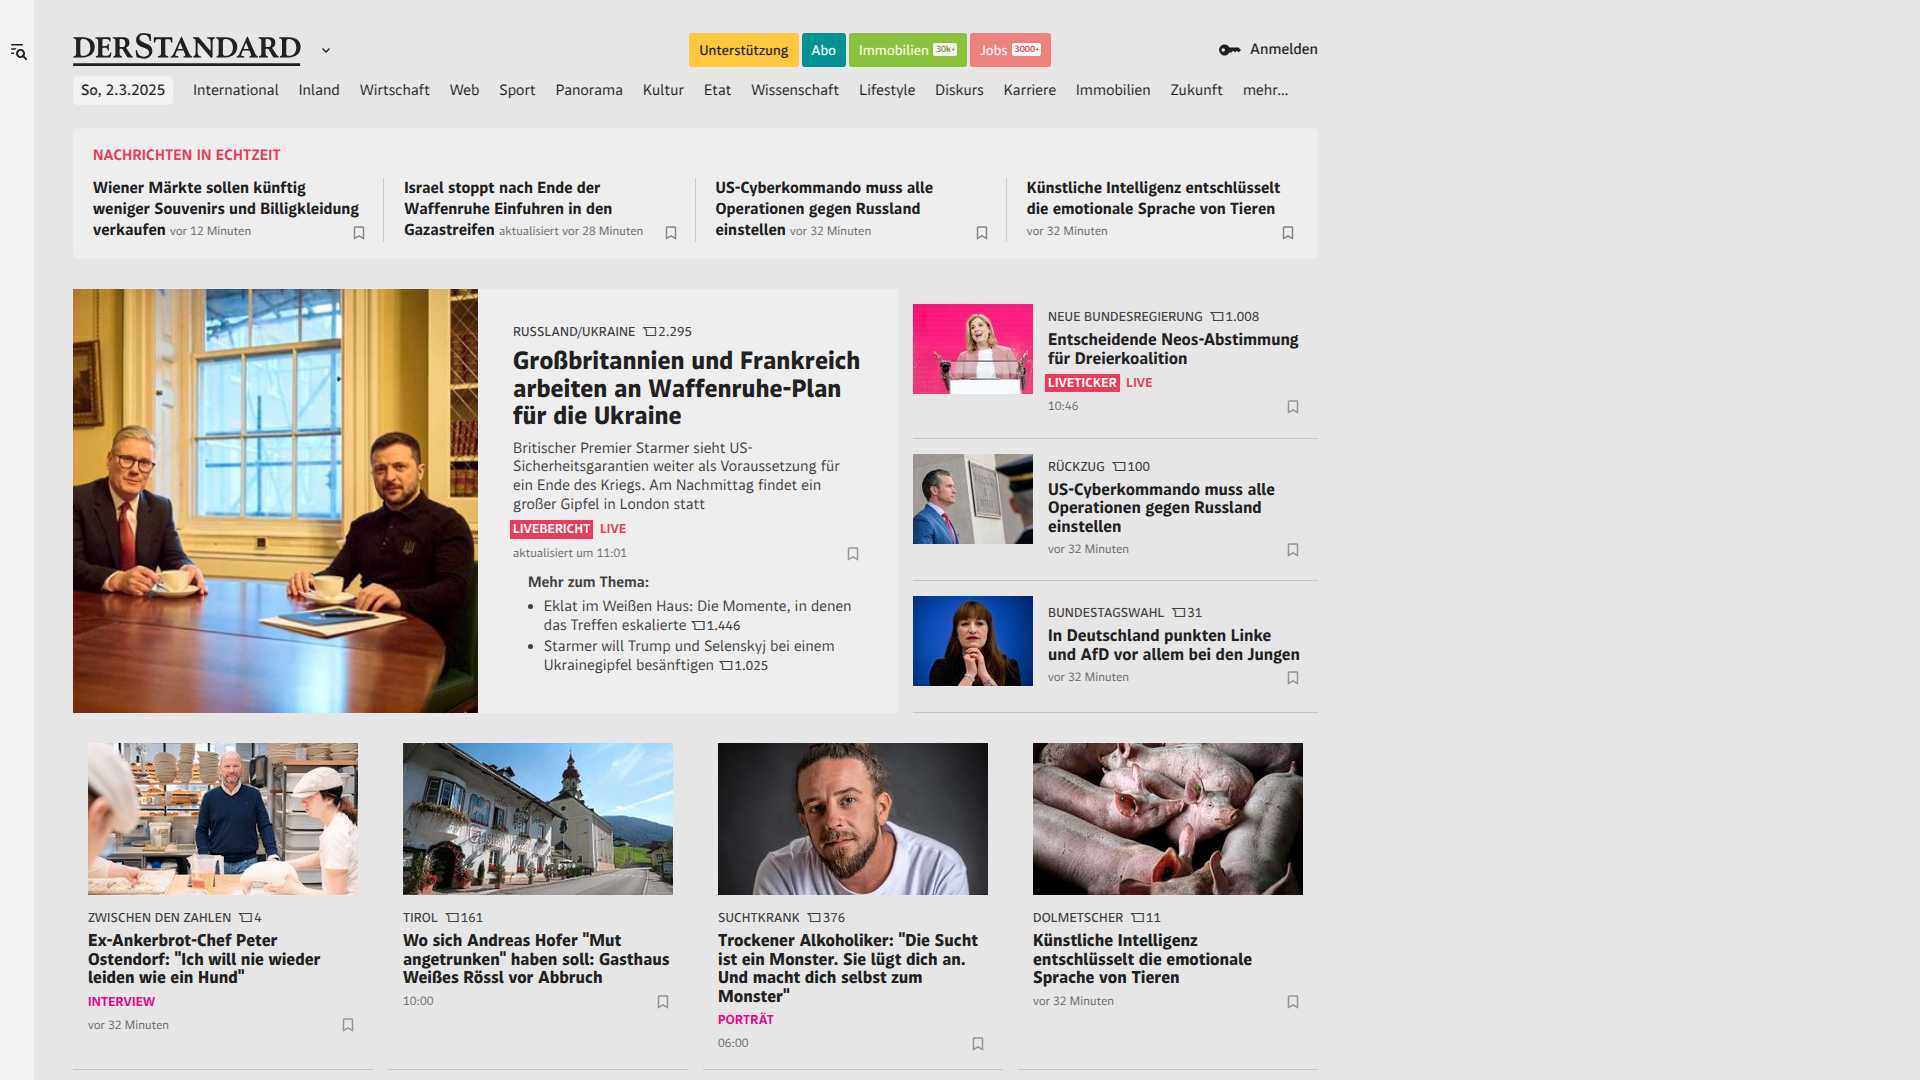 DERSTANDARD
Unterstützung
Abo
Immobilien 30k+
Jobs 3000+
Anmelden
So, 2.3.2025
International
Inland
Wirtschaft
Web
Sport
Panorama
Kultur
Etat
Wissenschaft
Lifestyle
Diskurs
Karriere
Immobilien
Zukunft
mehr...
NACHRICHTEN IN ECHTZEIT
Wiener Märkte sollen künftig
weniger Souvenirs und Billigkleidung
verkaufen vor 12 Minuten
Israel stoppt nach Ende der
Waffenruhe Einfuhren in den
Gazastreifen aktualisiert vor 28 Minuten
US-Cyberkommando muss alle
Operationen gegen Russland
einstellen vor 32 Minuten
Künstliche Intelligenz entschlüsselt
die emotionale Sprache von Tieren
vor 32 Minuten
RUSSLAND/UKRAINE 2.295
Großbritannien und Frankreich
arbeiten an Waffenruhe-Plan
für die Ukraine
Britischer Premier Starmer sieht US-
Sicherheitsgarantien weiter als Voraussetzung für
ein Ende des Kriegs. Am Nachmittag findet ein
großer Gipfel in London statt
LIVEBERICHT LIVE
aktualisiert um 11:01
Mehr zum Thema:
• Eklat im Weißen Haus: Die Momente, in denen
das Treffen eskalierte 1.446
• Starmer will Trump und Selenskyj bei einem
Ukrainegipfel besänftigen 1.025
NEUE BUNDESREGIERUNG 1.008
Entscheidende Neos-Abstimmung
für Dreierkoalition
LIVETICKER LIVE
10:46
RÜCKZUG 100
US-Cyberkommando muss alle
Operationen gegen Russland
einstellen
vor 32 Minuten
BUNDESTAGSWAHL 31
In Deutschland punkten Linke
und AfD vor allem bei den Jungen
vor 32 Minuten
ZWISCHEN DEN ZAHLEN 4
Ex-Ankerbrot-Chef Peter
Ostendorf: "Ich will nie wieder
leiden wie ein Hund"
INTERVIEW
vor 32 Minuten
TIROL 161
Wo sich Andreas Hofer "Mut
angetrunken" haben soll: Gasthaus
Weißes Rössl vor Abbruch
10:00
SUCHTKRANK 376
Trockener Alkoholiker: "Die Sucht
ist ein Monster. Sie lügt dich an.
Und macht dich selbst zum
Monster"
PORTRÄT
06:00
DOLMETSCHER 11
Künstliche Intelligenz
entschlüsselt die emotionale
Sprache von Tieren
vor 32 Minuten